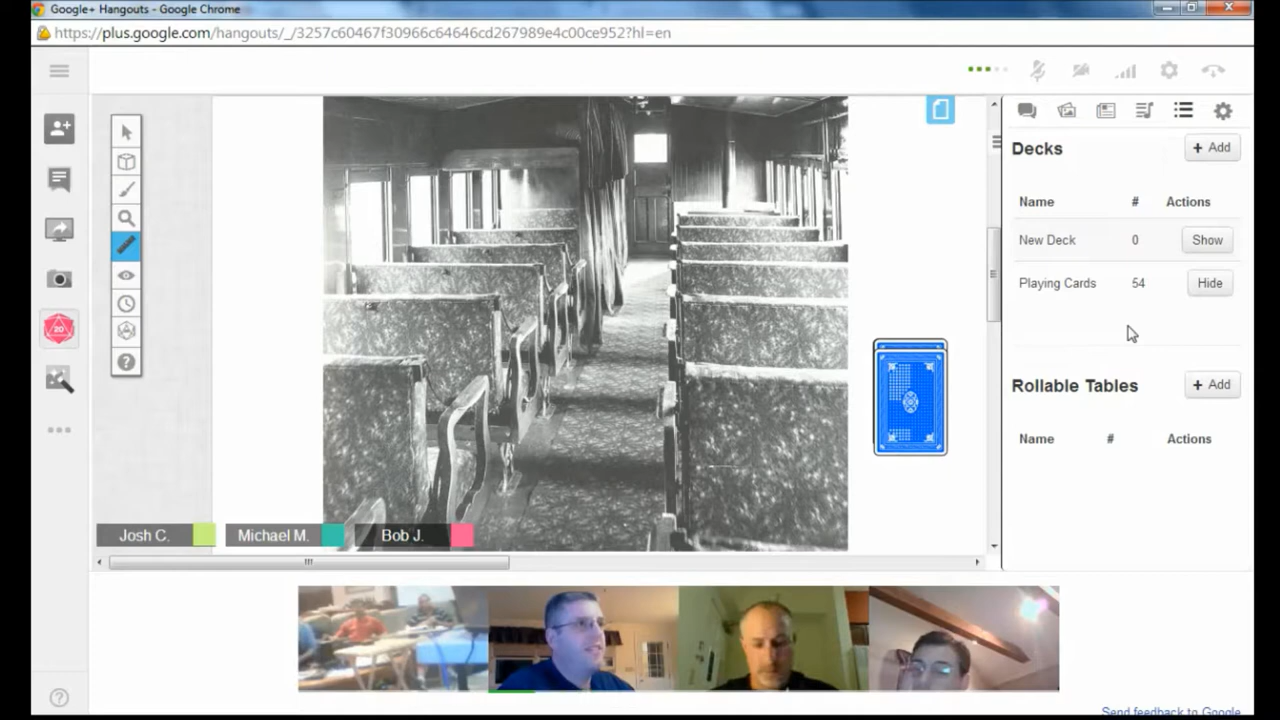 Google+ Hangouts - Google Chrome
https://plus.google.com/hangouts/_/3257c60467f30966c64646cd267989e4c00ce952?hl=en
Decks
+ Add
Name # Actions
New Deck 0 Show
Playing Cards 54 Hide
Rollable Tables
+ Add
Name # Actions
20
Josh C. Michael M. Bob J.
Send feedback to Google